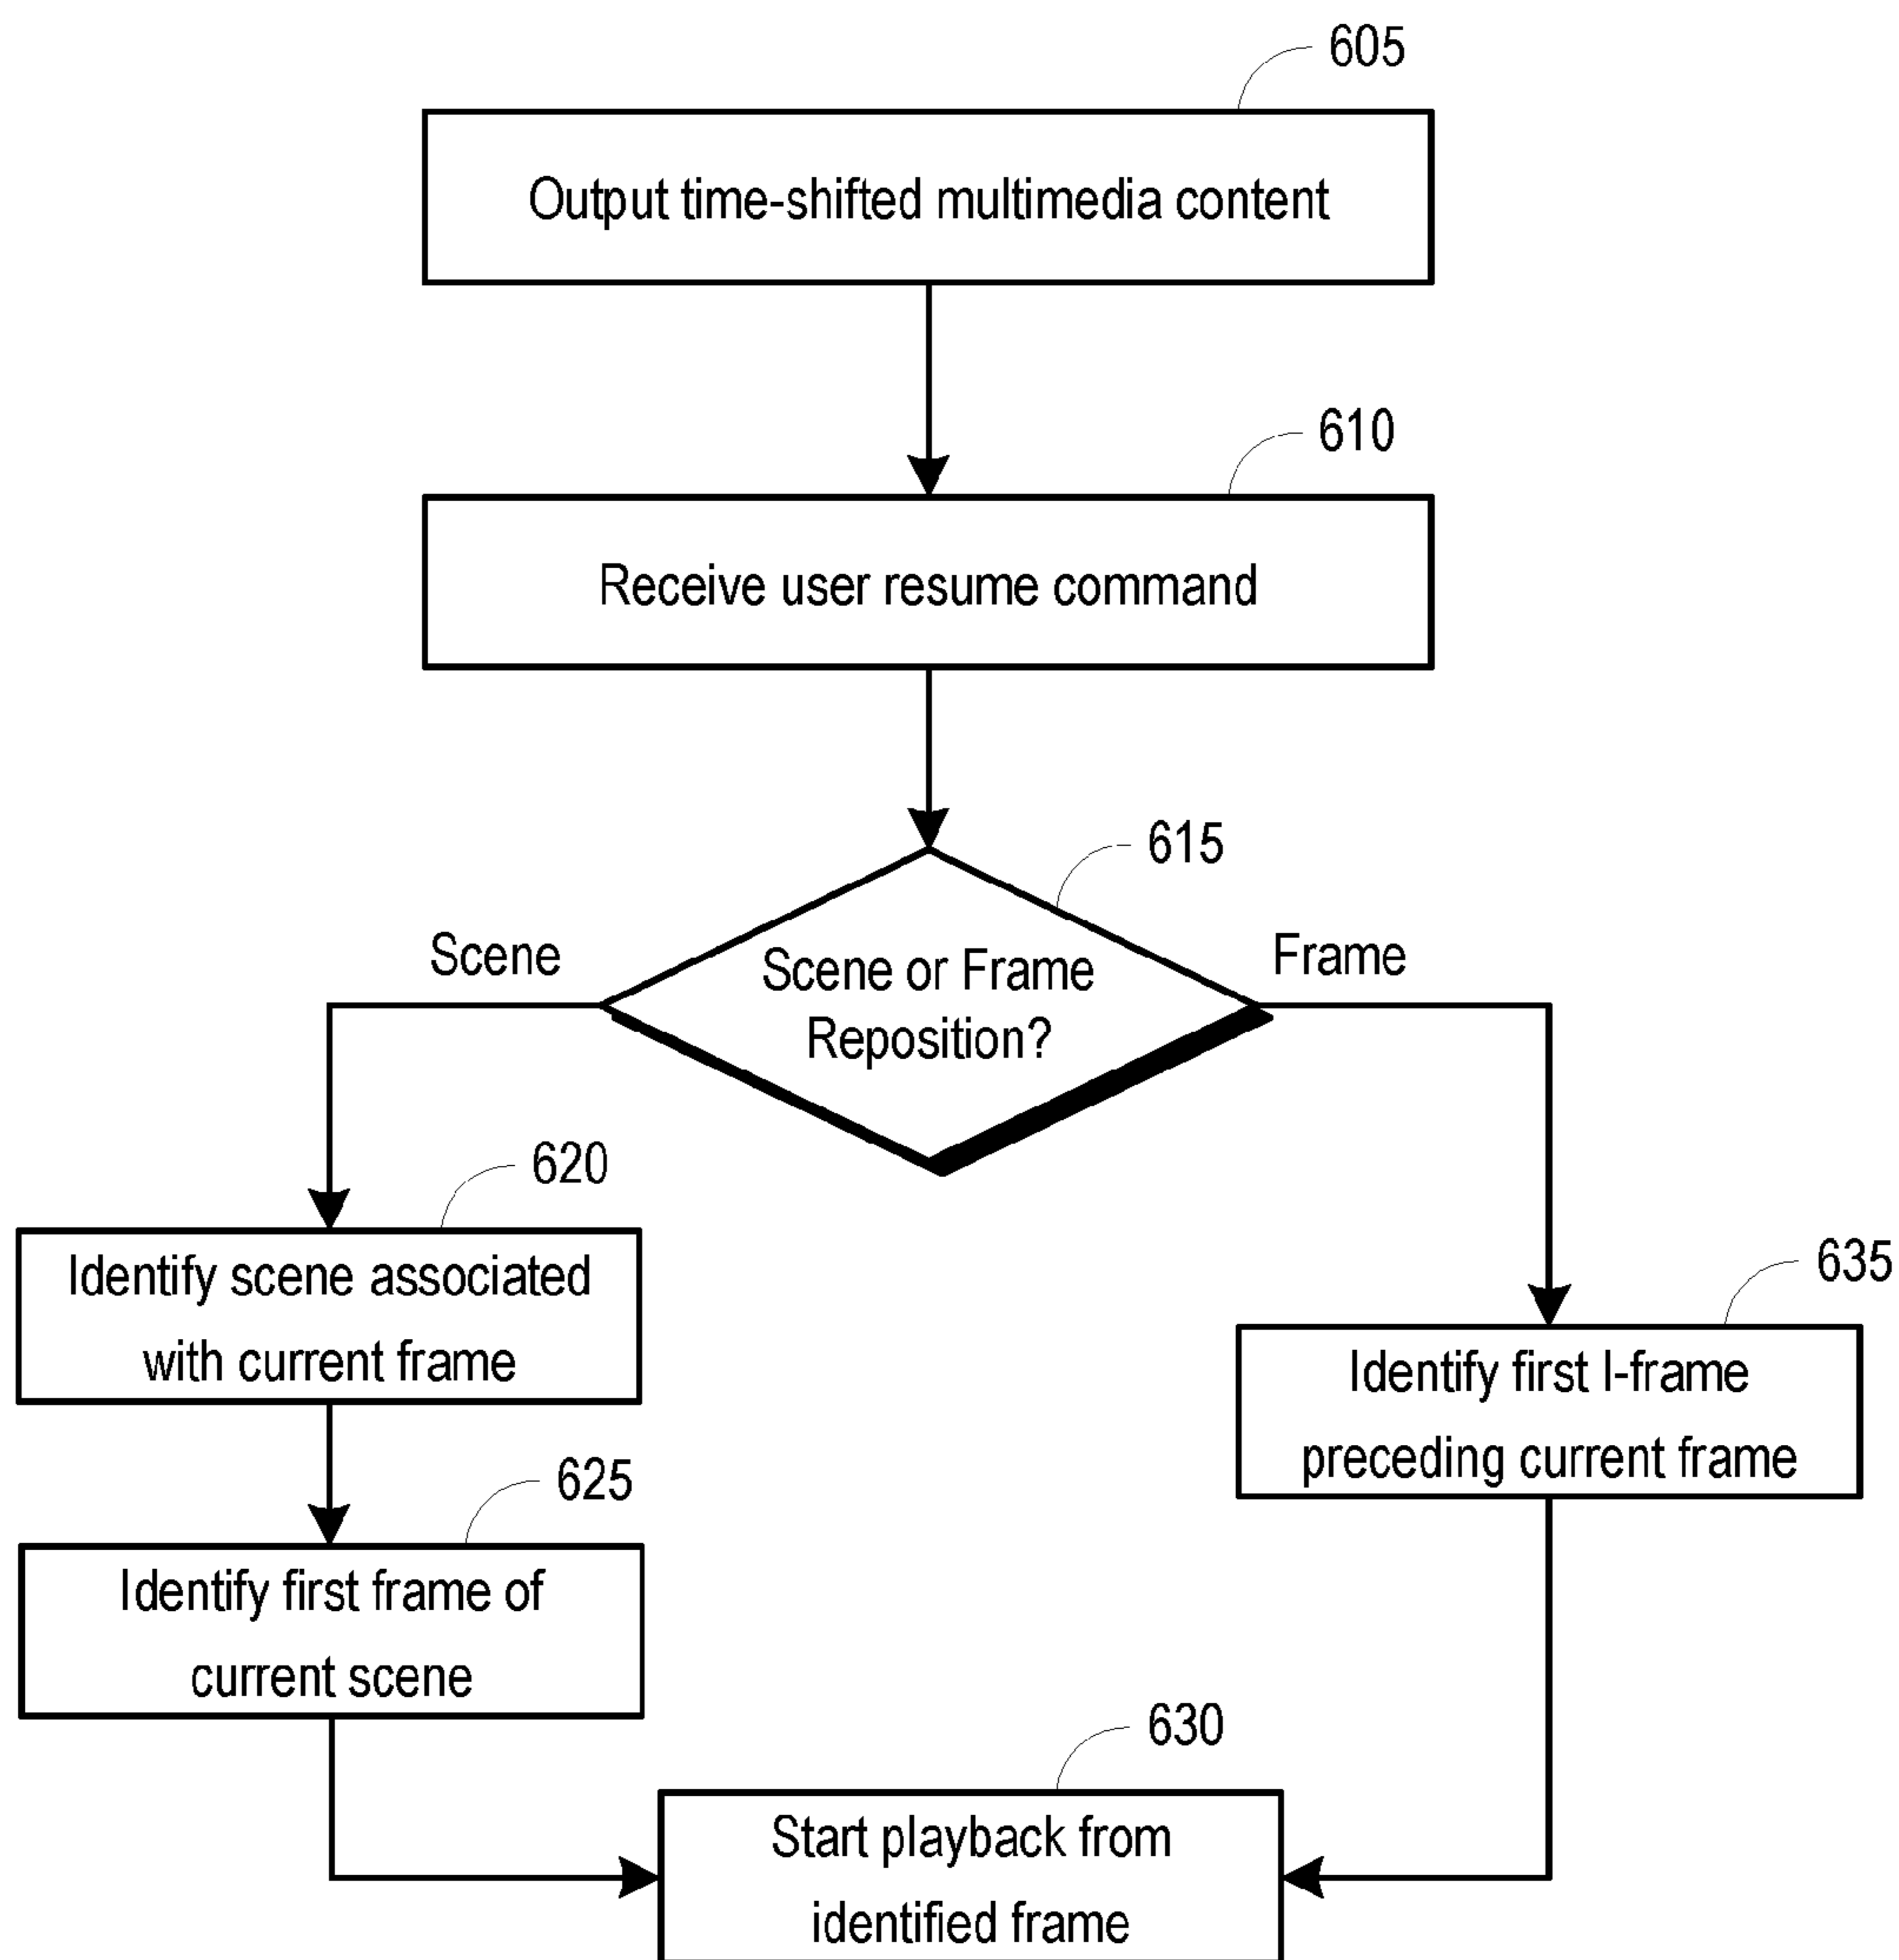 605
Output time-shifted multimedia content
610
Receive user resume command
615
Scene
Scene or Frame
Reposition?
Frame
620
Identify scene associated
with current frame
635
Identify first I-frame
preceding current frame
625
Identify first frame of
current scene
630
Start playback from
identified frame